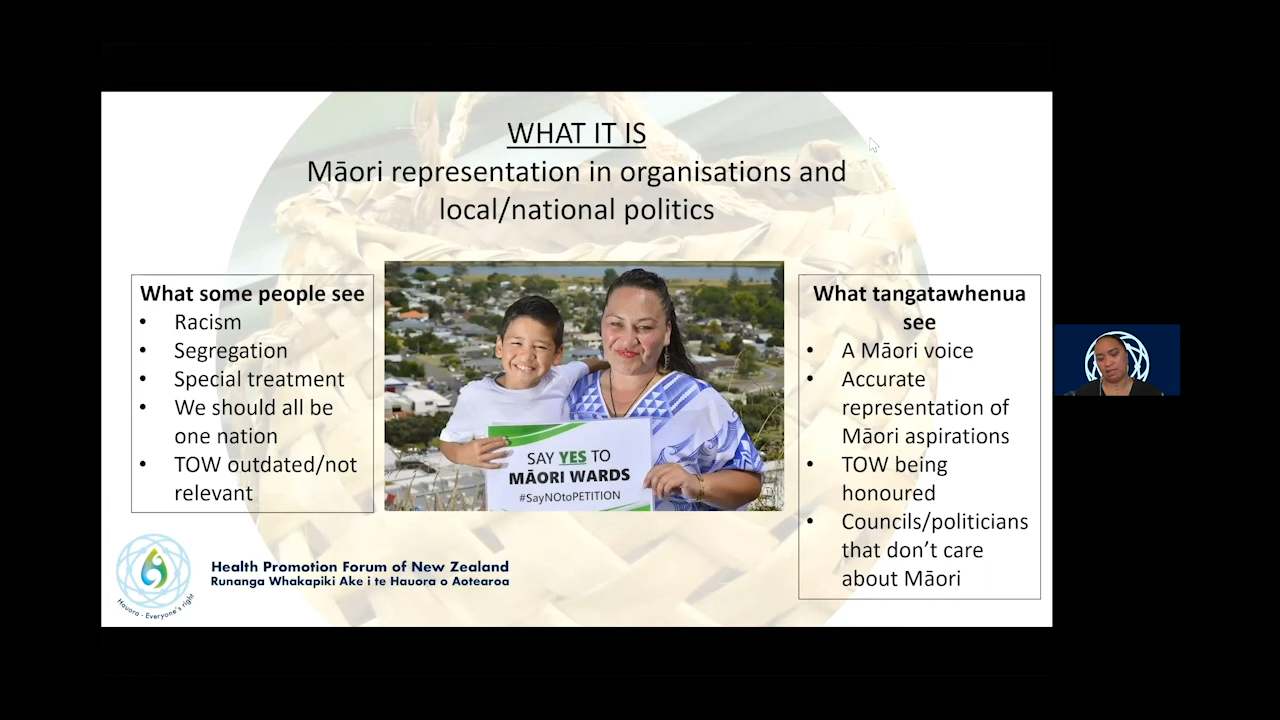 WHAT IT IS
Māori representation in organisations and
local/national politics
What some people see
• Racism
• Segregation
• Special treatment
• We should all be
one nation
• TOW outdated/not
relevant
SAY YES TO
MĀORI WARDS
#SayNOtoPETITION
What tangatawhenua
see
• A Māori voice
• Accurate
representation of
Māori aspirations
• TOW being
honoured
• Councils/politicians
that don't care
about Māori
Health Promotion Forum of New Zealand
Runanga Whakapiki Ake i te Hauora o Aotearoa
Hauora - Everyone's right